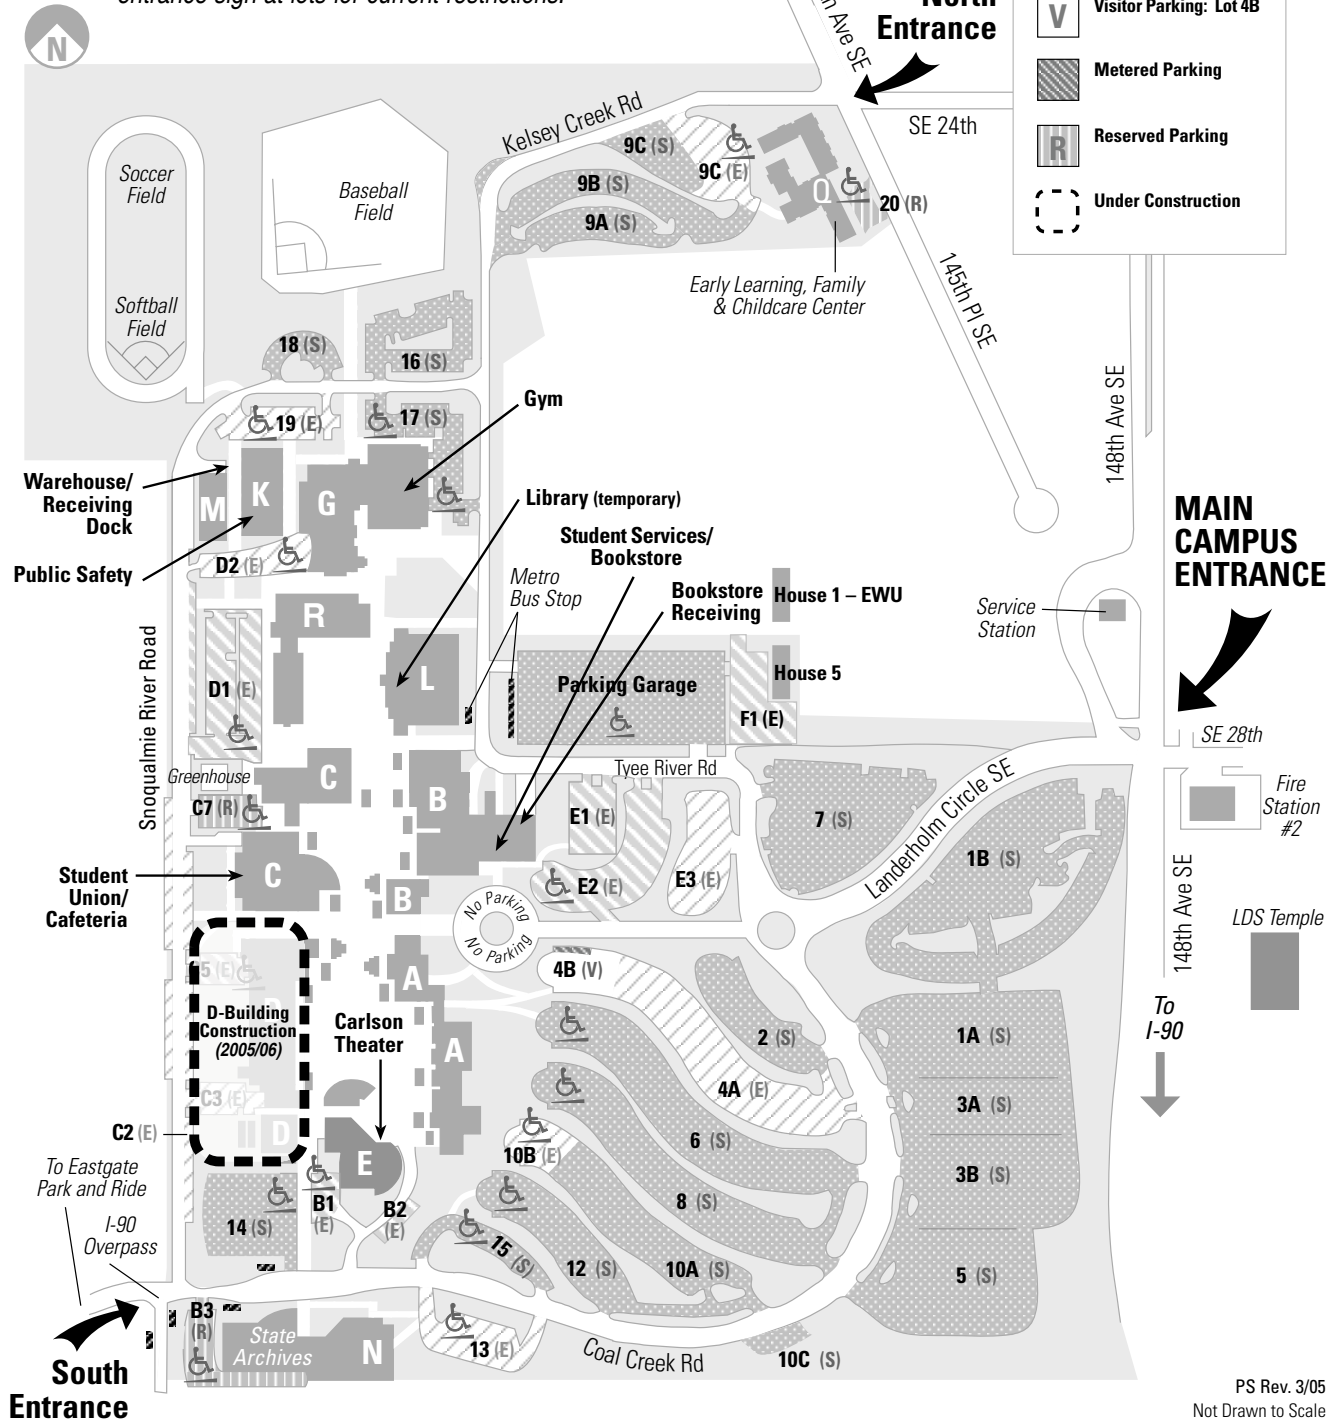 entrance sign at lots for current restrictions.
N
North
Entrance
Ave SE
SE 24th
V
Visitor Parking: Lot 4B
Metered Parking
R
Reserved Parking
Under Construction
Kelsey Creek Rd
9C (S)
9C (E)
9B (S)
9A (S)
Q
20 (R)
Early Learning, Family
& Childcare Center
145th Pl SE
148th Ave SE
Soccer
Field
Baseball
Field
Softball
Field
18 (S)
16 (S)
19 (E)
17 (S)
Gym
Warehouse/
Receiving
Dock
M
K
G
Library (temporary)
Student Services/
Bookstore
Public Safety
D2 (E)
Metro
Bus Stop
Bookstore
Receiving
House 1 – EWU
Service
Station
MAIN
CAMPUS
ENTRANCE
R
Snoqualmie River Road
D1 (E)
L
Parking Garage
House 5
F1 (E)
SE 28th
Tyee River Rd
Greenhouse
C
B
C7 (R)
E1 (E)
7 (S)
Landerholm Circle SE
Fire
Station
#2
Student
Union/
Cafeteria
C
B
E2 (E)
E3 (E)
1B (S)
148th Ave SE
LDS Temple
No Parking
No Parking
5 (E)
A
4B (V)
D-Building
Construction
(2005/06)
Carlson
Theater
A
2 (S)
1A (S)
To
I-90
4A (E)
3A (S)
C3 (E)
C2 (E)
D
E
6 (S)
10B (E)
3B (S)
To Eastgate
Park and Ride
B1
(E)
B2
(E)
8 (S)
I-90
Overpass
14 (S)
15 (S)
12 (S)
10A (S)
5 (S)
B3
(R)
State
Archives
N
13 (E)
Coal Creek Rd
10C (S)
South
Entrance
PS Rev. 3/05
Not Drawn to Scale